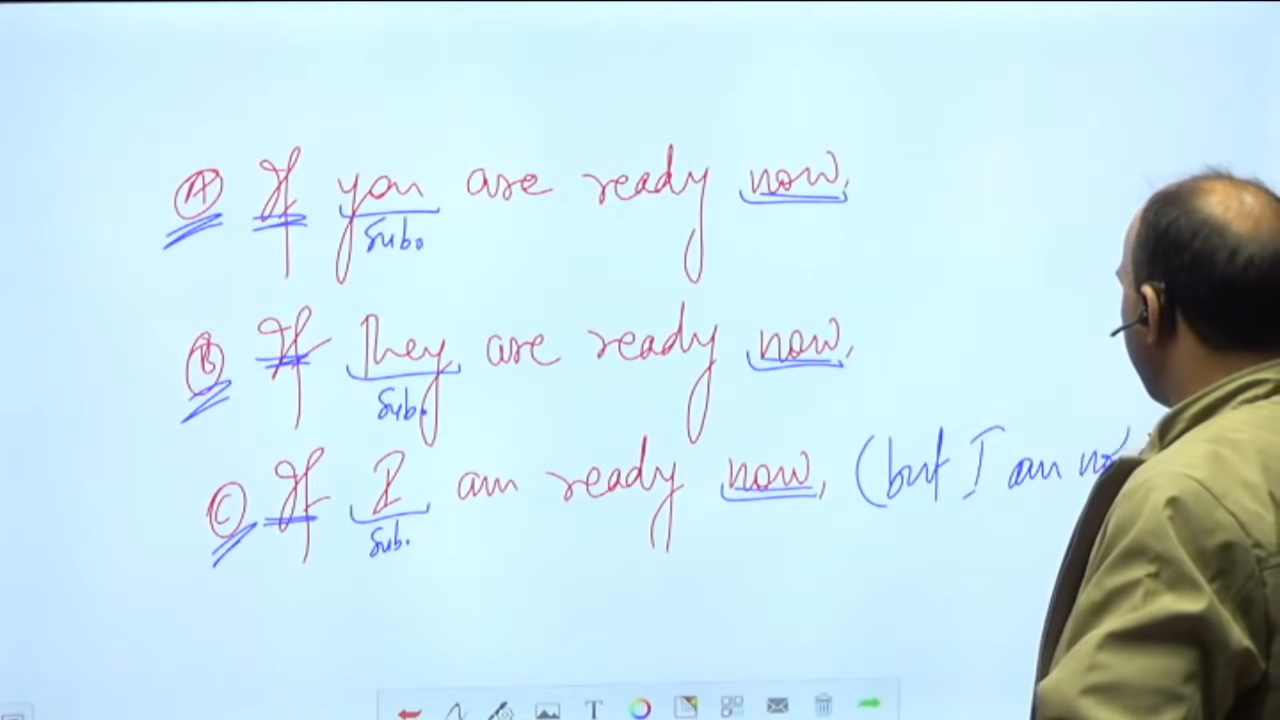 (A) If you are ready now,
Sub.
(B) If They are ready now,
Sub.
(C) If I am ready now, (but I am no
Sub.
T